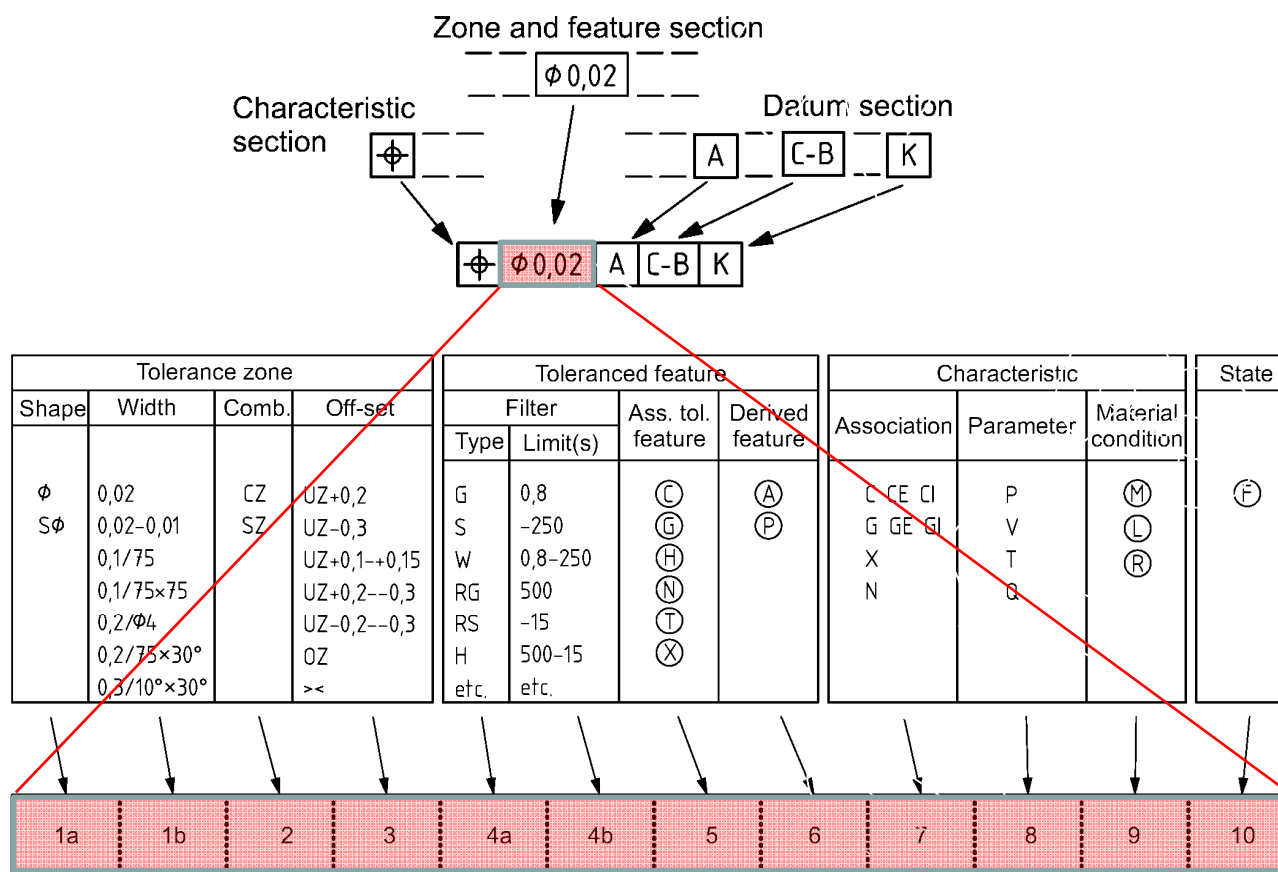 Zone and feature section
ϕ 0,02
Characteristic section
Datum section
⌖
A
C-B
K
⌖ ϕ 0,02 A C-B K
Tolerance zone
Toleranced feature
Characteristic
State
Shape Width Comb. Off-set
Filter
Ass. tol. feature
Derived feature
Association Parameter
Material condition
Type Limit(s)
ϕ 0,02 CZ UZ+0,2 G 0,8 Ⓒ Ⓐ C CE CI P Ⓜ Ⓕ
Sϕ 0,02-0,01 SZ UZ-0,3 S -250 Ⓖ Ⓟ G GE GI V Ⓛ
0,1/75 UZ+0,1-+0,15 W 0,8-250 Ⓗ X T Ⓡ
0,1/75×75 UZ+0,2--0,3 RG 500 Ⓝ N Q
0,2/ϕ4 UZ-0,2--0,3 RS -15 Ⓣ
0,2/75×30° OZ H 500-15 Ⓧ
0,3/10°×30° >< etc. etc.
1a 1b 2 3 4a 4b 5 6 7 8 9 10